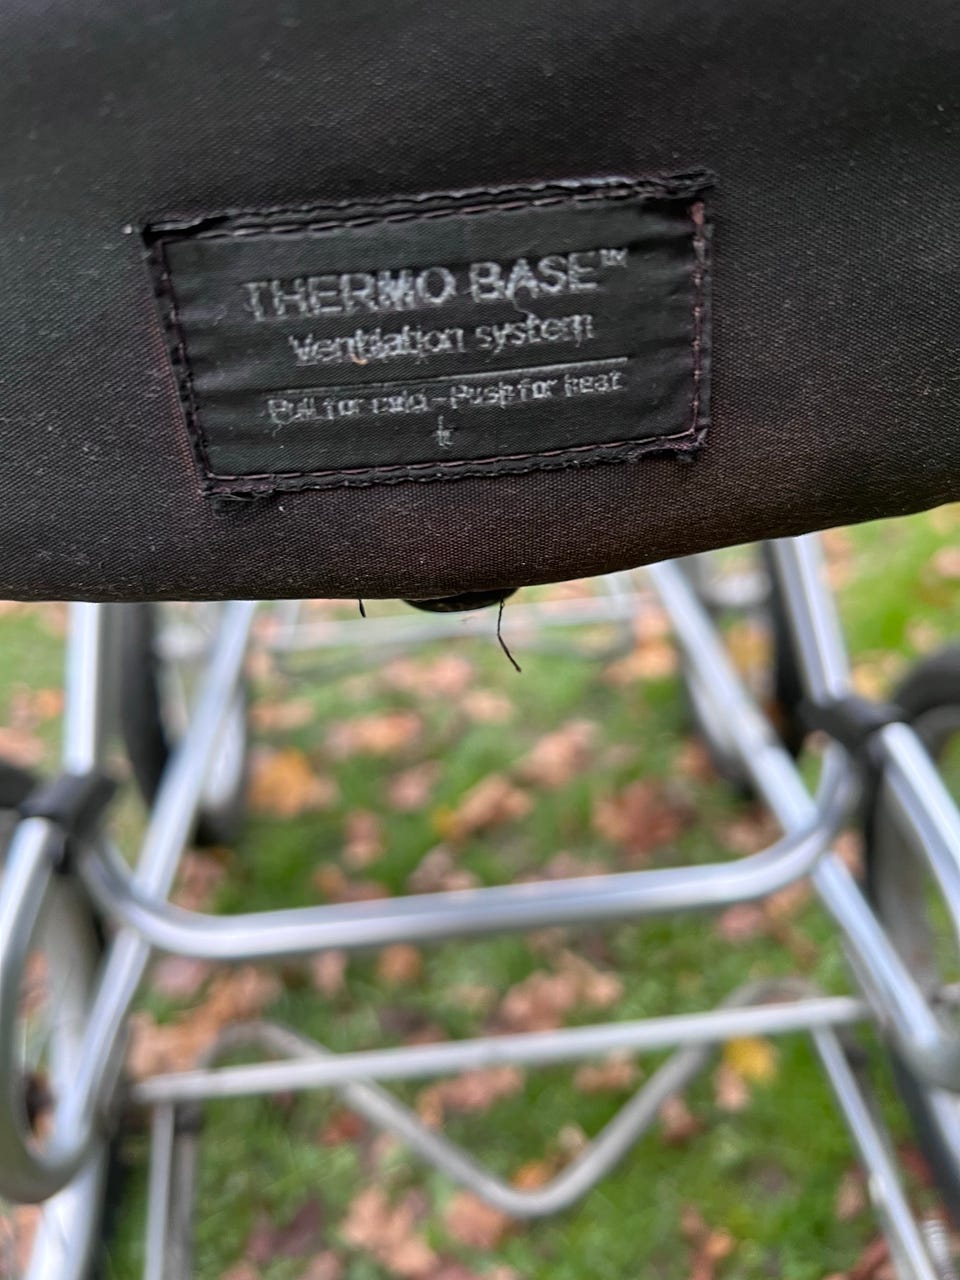 THERMO BASE™
Ventilation system
Pull for cold - Push for heat